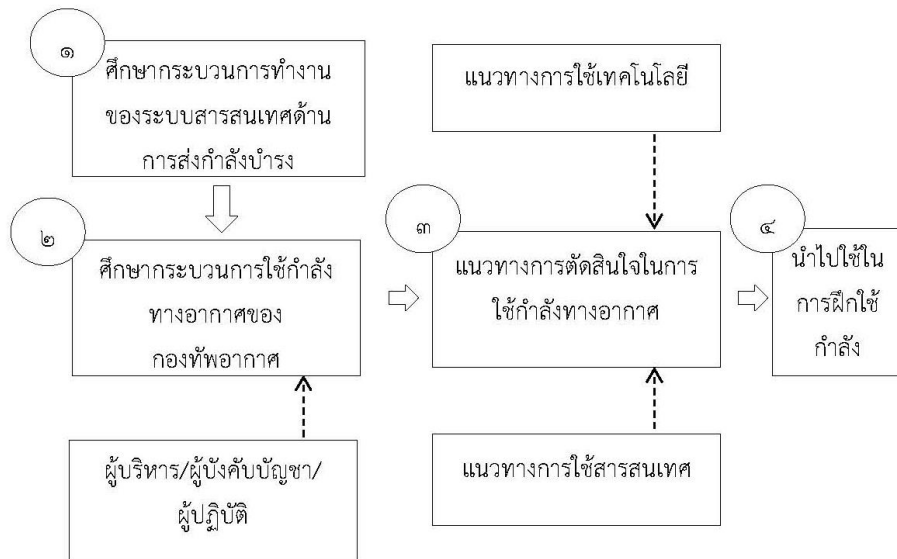 ๑
ศึกษากระบวนการทำงาน
ของระบบสารสนเทศด้าน
การส่งกำลังบำรุง
แนวทางการใช้เทคโนโลยี
๒
ศึกษากระบวนการใช้กำลัง
ทางอากาศของ
กองทัพอากาศ
๓
แนวทางการตัดสินใจในการ
ใช้กำลังทางอากาศ
๔
นำไปใช้ใน
การฝึกใช้
กำลัง
ผู้บริหาร/ผู้บังคับบัญชา/
ผู้ปฏิบัติ
แนวทางการใช้สารสนเทศ